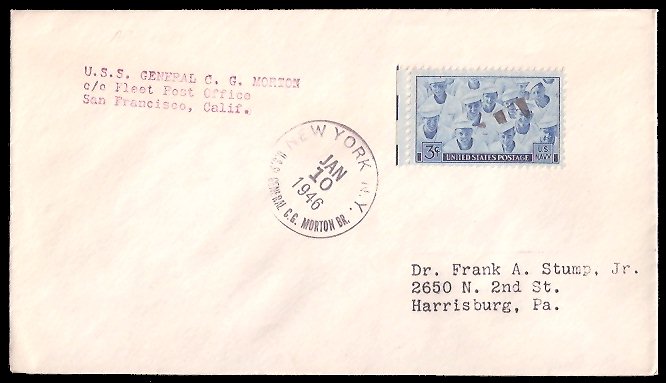 U.S.S. GENERAL C. G. MORTON
c/o Fleet Post Office
San Francisco, Calif.
NEW YORK N.Y.
JAN
10
1946
U.S.S. GENERAL C.G. MORTON BR.
3¢ UNITED STATES POSTAGE U.S. NAVY
Dr. Frank A. Stump, Jr.
2650 N. 2nd St.
Harrisburg, Pa.